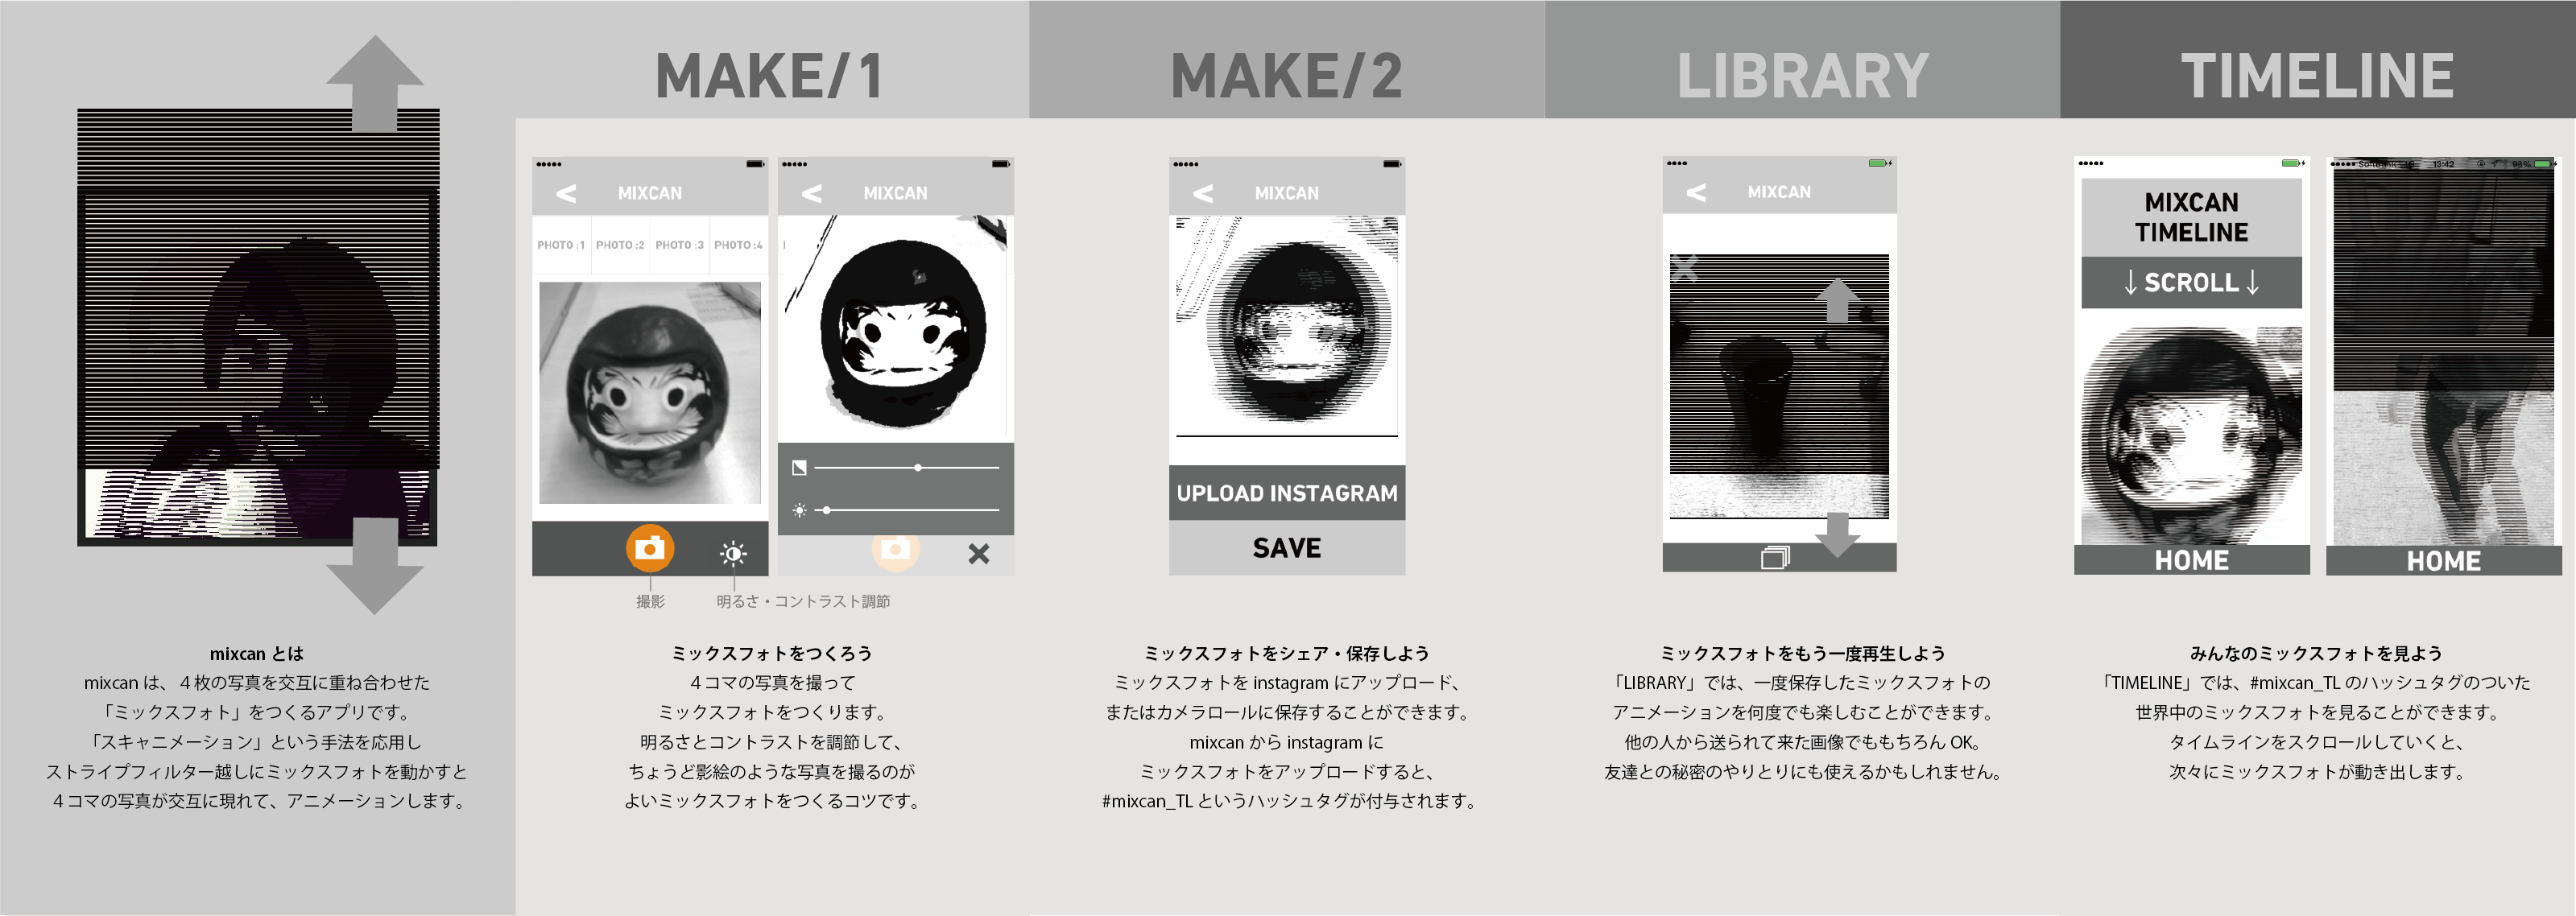 mixcan とは
mixcan は、４枚の写真を交互に重ね合わせた
「ミックスフォト」をつくるアプリです。
「スキャニメーション」という手法を応用し
ストライプフィルター越しにミックスフォトを動かすと
４コマの写真が交互に現れて、アニメーションします。
MAKE/1
< MIXCAN
PHOTO :1 PHOTO :2 PHOTO :3 PHOTO :4
< MIXCAN
撮影
明るさ・コントラスト調節
ミックスフォトをつくろう
４コマの写真を撮って
ミックスフォトをつくります。
明るさとコントラストを調節して、
ちょうど影絵のような写真を撮るのが
よいミックスフォトをつくるコツです。
MAKE/2
< MIXCAN
UPLOAD INSTAGRAM
SAVE
ミックスフォトをシェア・保存しよう
ミックスフォトを instagram にアップロード、
またはカメラロールに保存することができます。
mixcan から instagram に
ミックスフォトをアップロードすると、
#mixcan_TL というハッシュタグが付与されます。
LIBRARY
< MIXCAN
ミックスフォトをもう一度再生しよう
「LIBRARY」では、一度保存したミックスフォトの
アニメーションを何度でも楽しむことができます。
他の人から送られて来た画像でももちろん OK。
友達との秘密のやりとりにも使えるかもしれません。
TIMELINE
MIXCAN
TIMELINE
↓ SCROLL ↓
HOME
13:42 98%
HOME
みんなのミックスフォトを見よう
「TIMELINE」では、#mixcan_TL のハッシュタグのついた
世界中のミックスフォトを見ることができます。
タイムラインをスクロールしていくと、
次々にミックスフォトが動き出します。